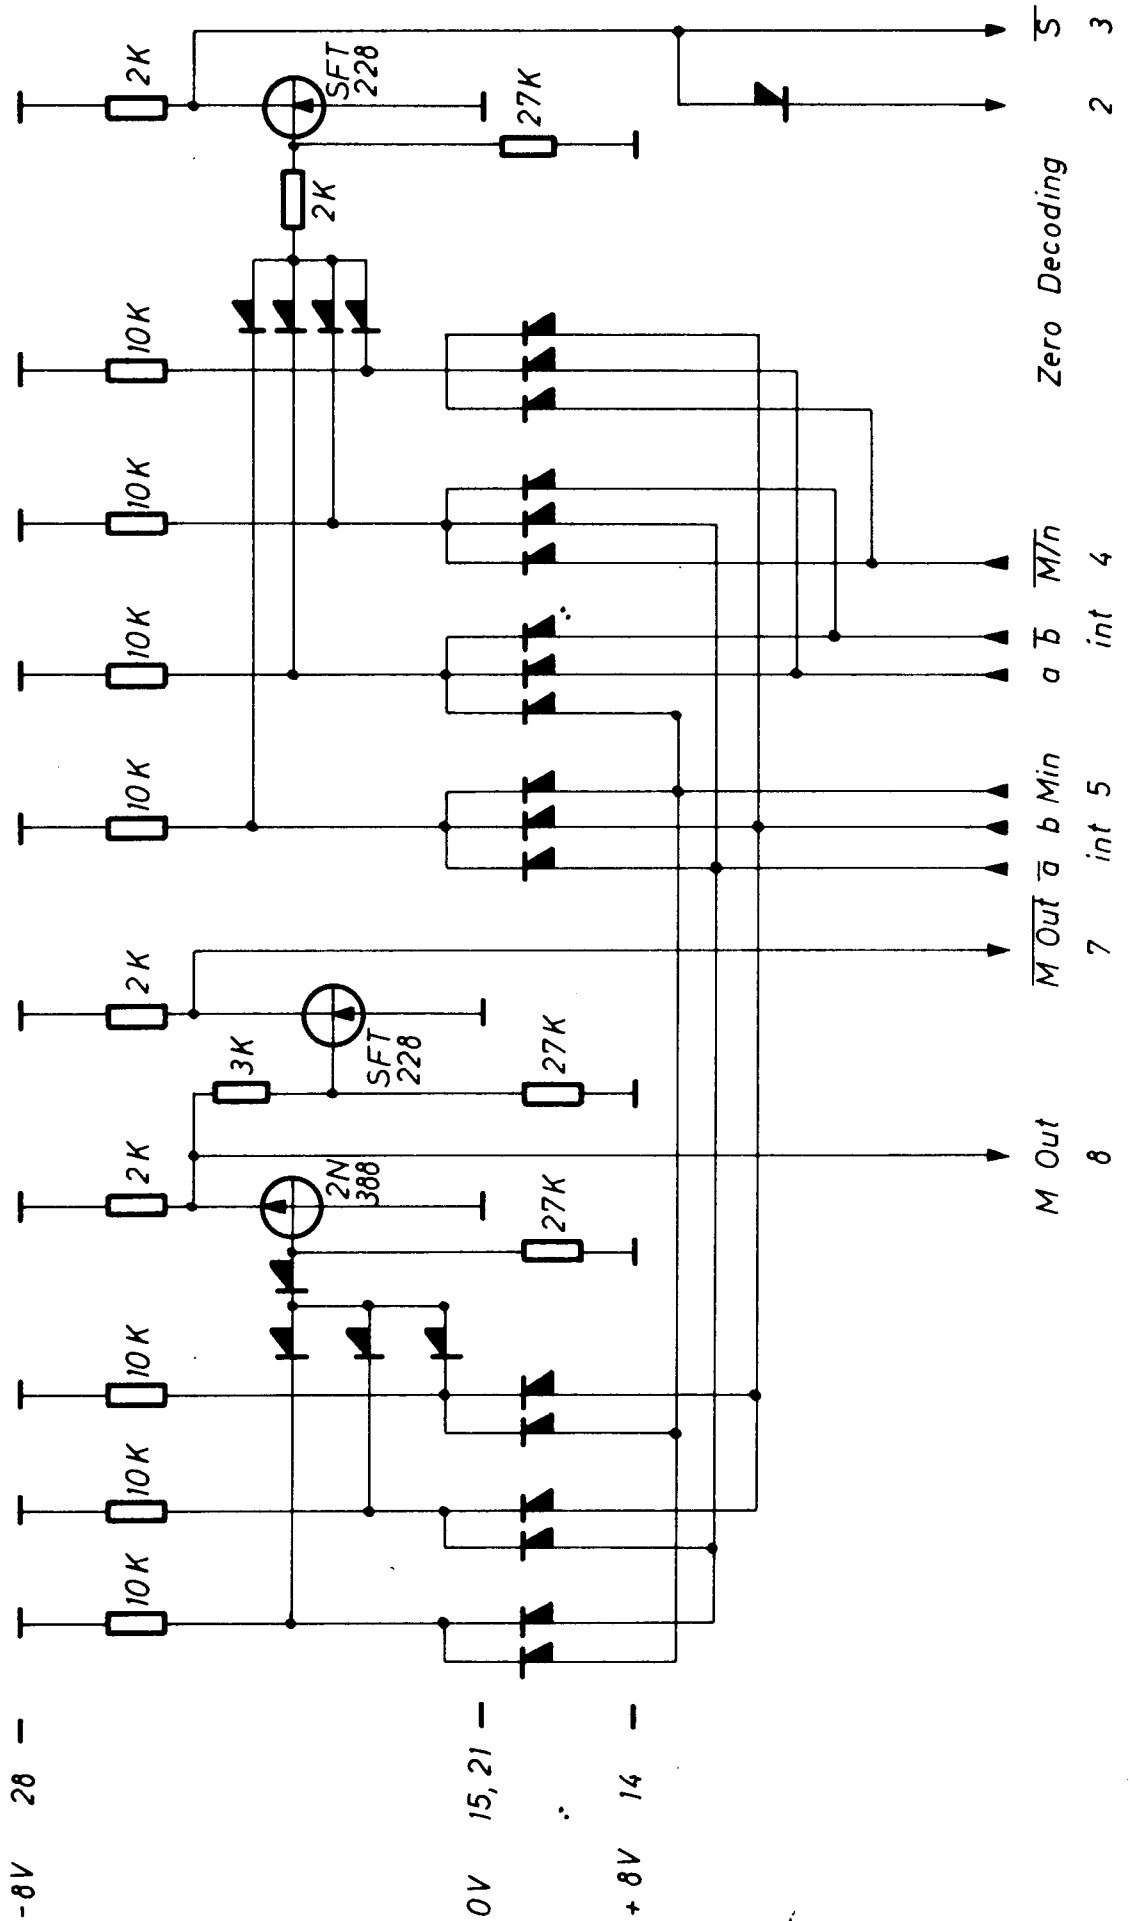 -8V 28
10K 10K 10K 2K 2K 10K 10K 10K 10K 2K
3K
2K
2N
388
SFT
228
SFT
228
0V 15, 21
27K 27K 27K
+8V 14
M Out M̅ ̅O̅u̅t̅ a̅ b Min a b̅ M̅/̅n̅ Zero Decoding S̅
8 7 int 5 int 4 2 3